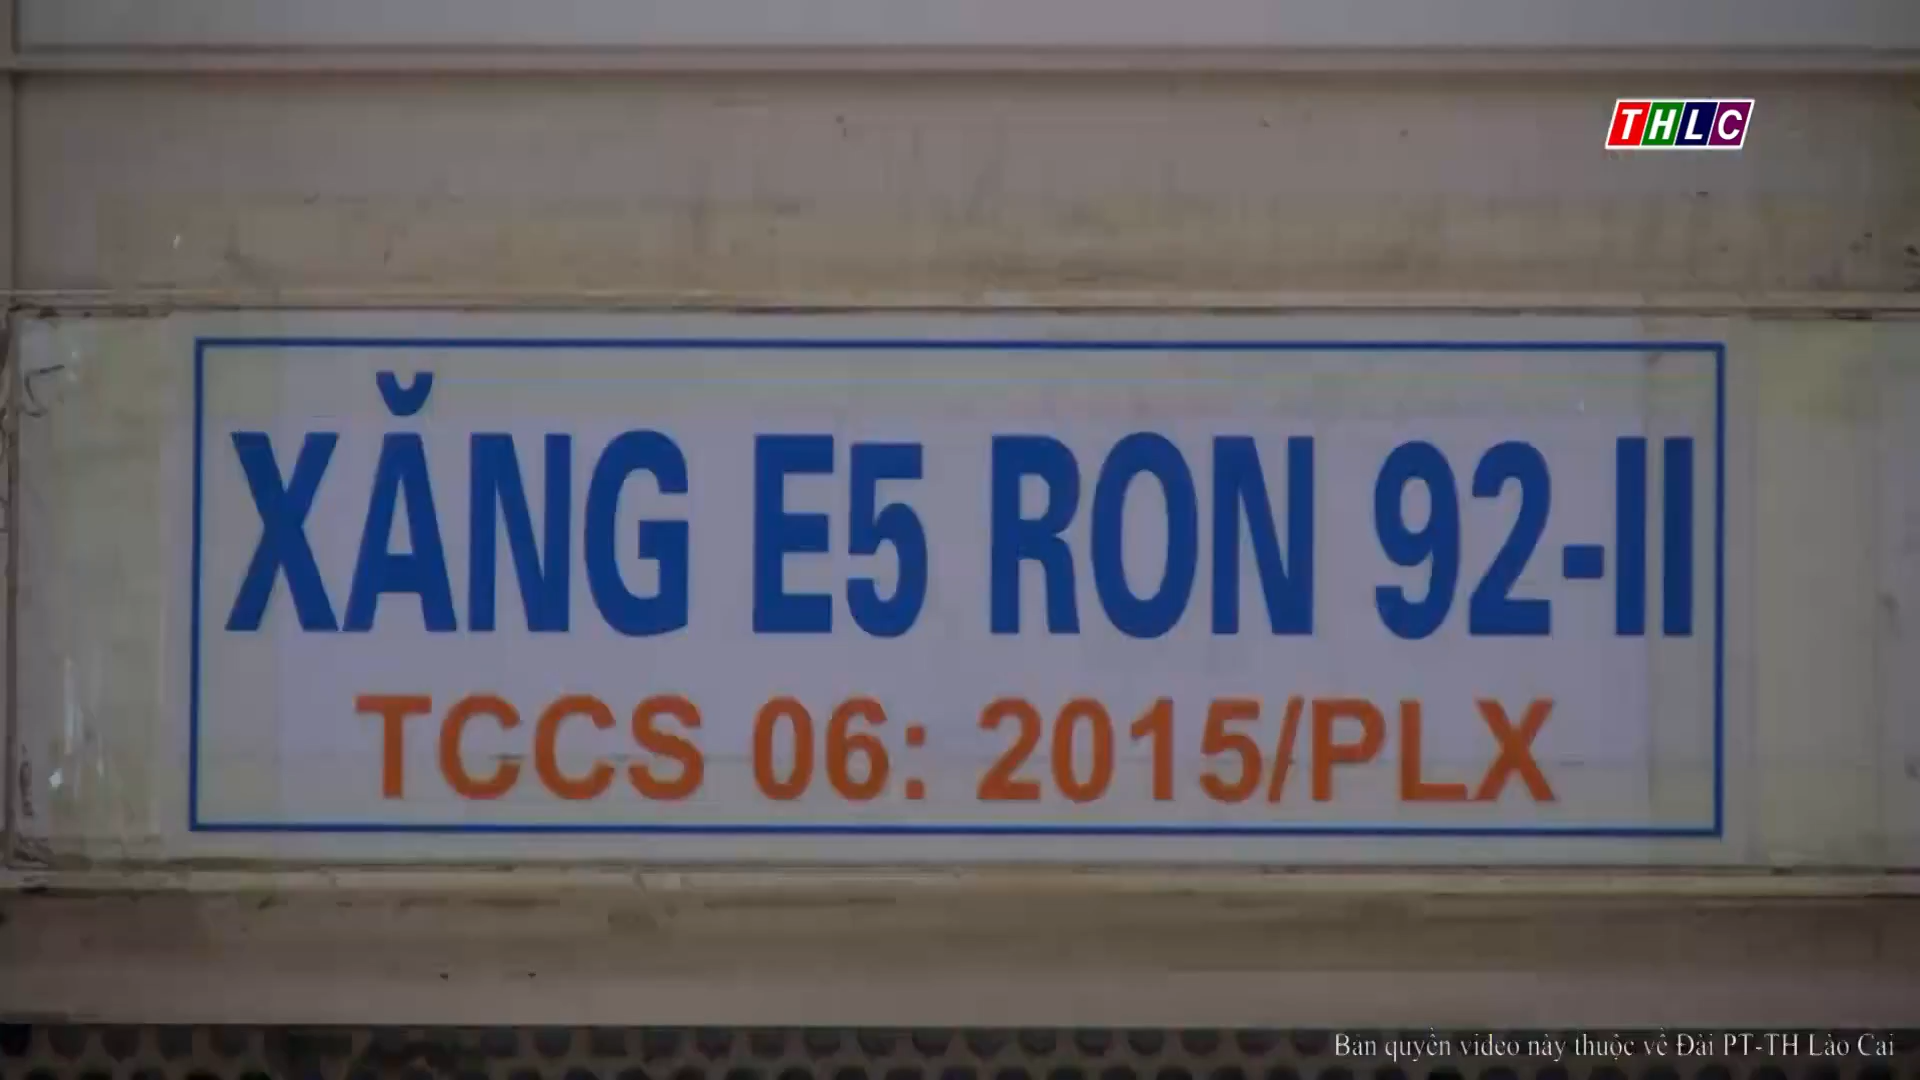 THLC
XĂNG E5 RON 92-II
TCCS 06: 2015/PLX
Bản quyền video này thuộc về Đài PT-TH Lào Cai